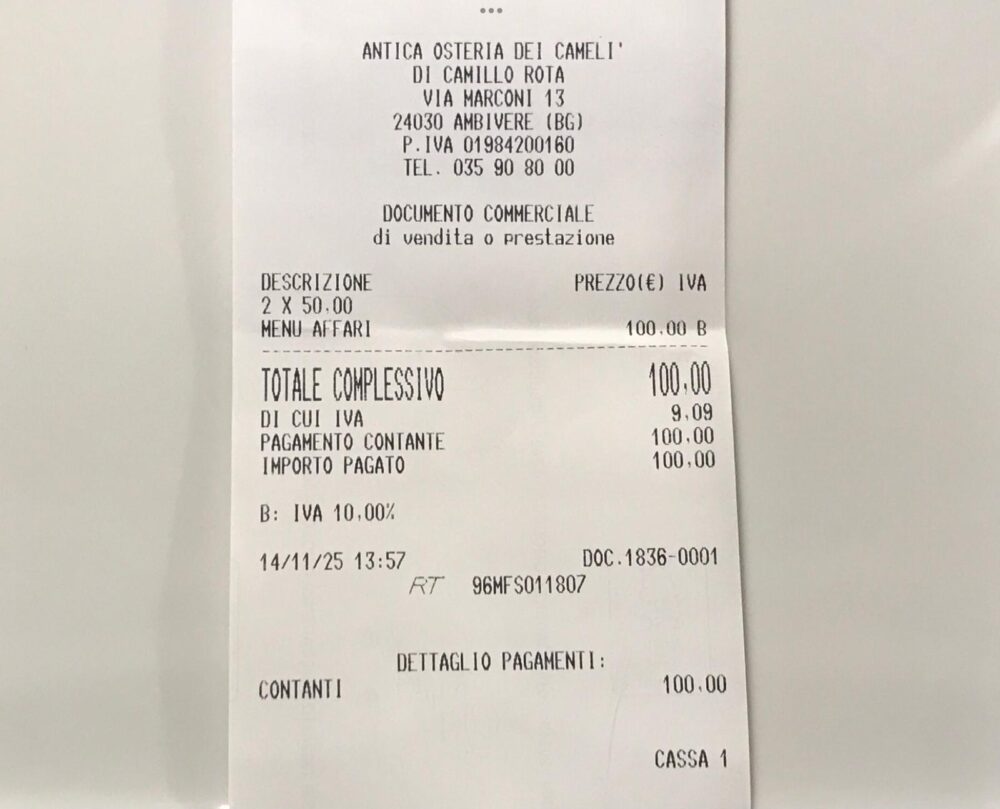 ANTICA OSTERIA DEI CAMELI'
DI CAMILLO ROTA
VIA MARCONI 13
24030 AMBIVERE (BG)
P.IVA 01984200160
TEL. 035 90 80 00
DOCUMENTO COMMERCIALE
di vendita o prestazione
DESCRIZIONE PREZZO(€) IVA
2 X 50,00
MENU AFFARI 100,00 B
TOTALE COMPLESSIVO 100,00
DI CUI IVA 9,09
PAGAMENTO CONTANTE 100,00
IMPORTO PAGATO 100,00
B: IVA 10,00%
14/11/25 13:57 DOC.1836-0001
RT 96MFS011807
DETTAGLIO PAGAMENTI:
CONTANTI 100,00
CASSA 1